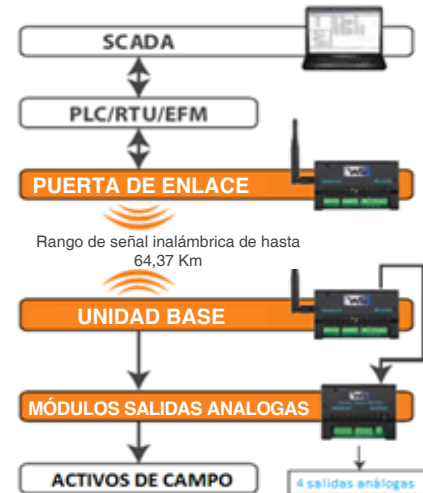 SCADA
PLC/RTU/EFM
PUERTA DE ENLACE
Rango de señal inalámbrica de hasta
64,37 Km
UNIDAD BASE
MÓDULOS SALIDAS ANALOGAS
ACTIVOS DE CAMPO
4 salidas análogas